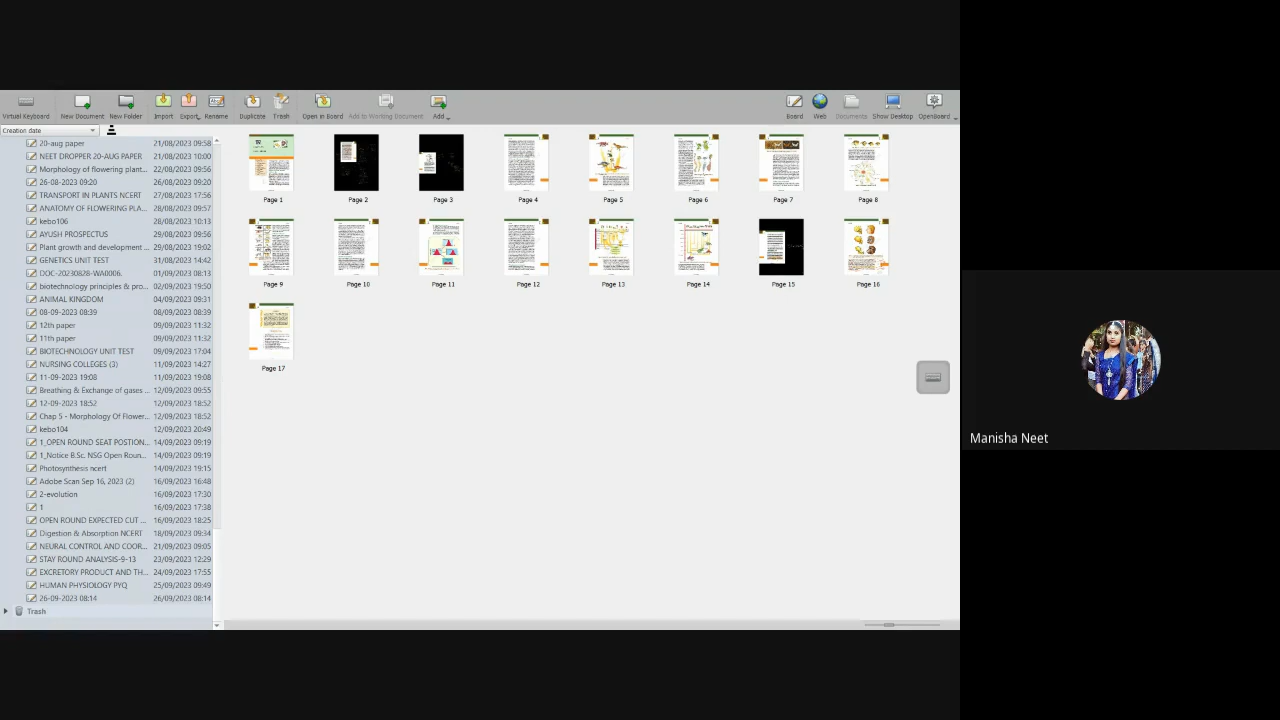 Virtual Keyboard
New Document
New Folder
Import
Export
Rename
Duplicate
Trash
Open in Board
Add to Working Document
Add
Board
Web
Documents
Show Desktop
OpenBoard
Creation date
20-aug paper 21/08/2023 09:58
NEET DROPPER 20-AUG PAPER 21/08/2023 10:00
Morphology of flowering plant... 22/08/2023 09:56
26-08-2023 09:20 26/08/2023 09:20
TRANSPORT IN PLANTS NCERT 27/08/2023 17:56
ANATOMY OF FLOWERING PLA... 28/08/2023 09:30
kebo106 28/08/2023 10:13
AYUSH PROSPECTUS 29/08/2023 09:56
Plant growth and development ... 29/08/2023 19:02
GENETICS UNIT TEST 31/08/2023 14:42
DOC-20230826-WA0006. 01/09/2023 08:13
biotechnology principles & pro... 01/09/2023 19:50
ANIMAL KINGDOM 04/09/2023 09:31
08-09-2023 08:39 08/09/2023 08:39
12th paper 09/09/2023 11:32
11th paper 09/09/2023 11:32
BIOTECHNOLOGY UNIT TEST 09/09/2023 17:04
NURSING COLLEGES (3) 11/09/2023 14:27
11-09-2023 19:08 11/09/2023 19:08
Breathing & Exchange of gases ... 12/09/2023 09:55
12-09-2023 18:52 12/09/2023 18:52
Chap 5 - Morphology Of Flower... 12/09/2023 18:52
kebo104 12/09/2023 20:49
1_OPEN ROUND SEAT POSTION... 14/09/2023 09:19
1_Notice B.Sc. NSG Open Roun... 14/09/2023 09:19
Photosynthesis ncert 14/09/2023 19:15
Adobe Scan Sep 16, 2023 (2) 16/09/2023 16:48
2-evolution 16/09/2023 17:30
1 16/09/2023 17:38
OPEN ROUND EXPECTED CUT ... 16/09/2023 18:25
Digestion & Absorption NCERT 18/09/2023 09:34
NEURAL CONTROL AND COOR... 21/09/2023 09:05
STAY ROUND ANALYSIS-9-13 23/09/2023 12:29
EXCRETORY PRODUCT AND TH... 24/09/2023 17:55
HUMAN PHYSIOLOGY PYQ 25/09/2023 09:49
26-09-2023 08:14 26/09/2023 08:14
Trash
Page 1 Page 2 Page 3 Page 4 Page 5 Page 6 Page 7 Page 8
Page 9 Page 10 Page 11 Page 12 Page 13 Page 14 Page 15 Page 16
Page 17
Manisha Neet